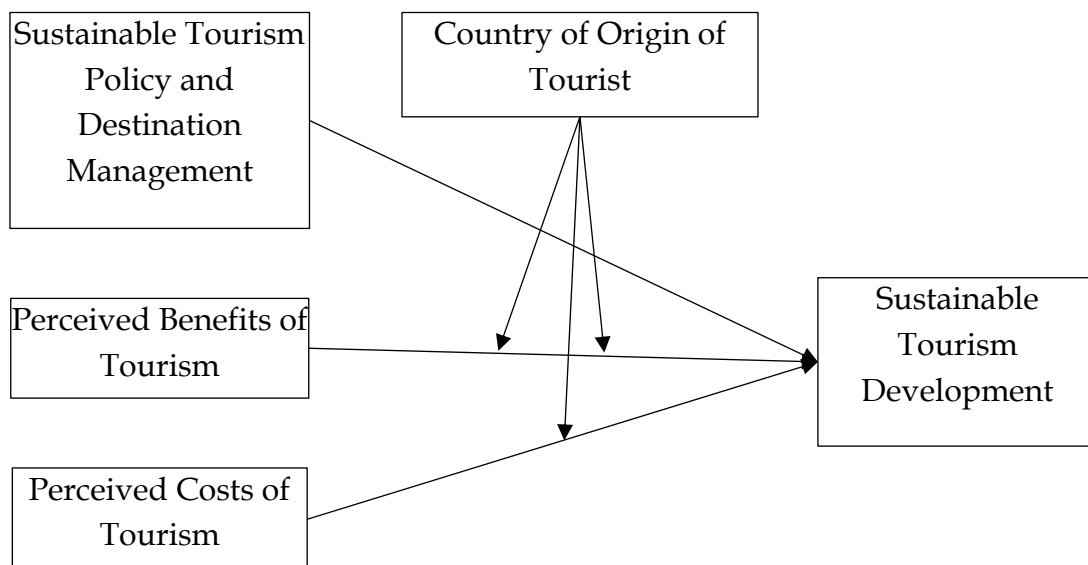 Sustainable Tourism
Policy and
Destination
Management
Country of Origin of
Tourist
Perceived Benefits of
Tourism
Sustainable
Tourism
Development
Perceived Costs of
Tourism